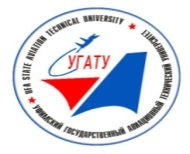 UFA STATE AVIATION TECHNICAL UNIVERSITY
УГАТУ
УФИМСКИЙ ГОСУДАРСТВЕННЫЙ АВИАЦИОННЫЙ ТЕХНИЧЕСКИЙ УНИВЕРСИТЕТ